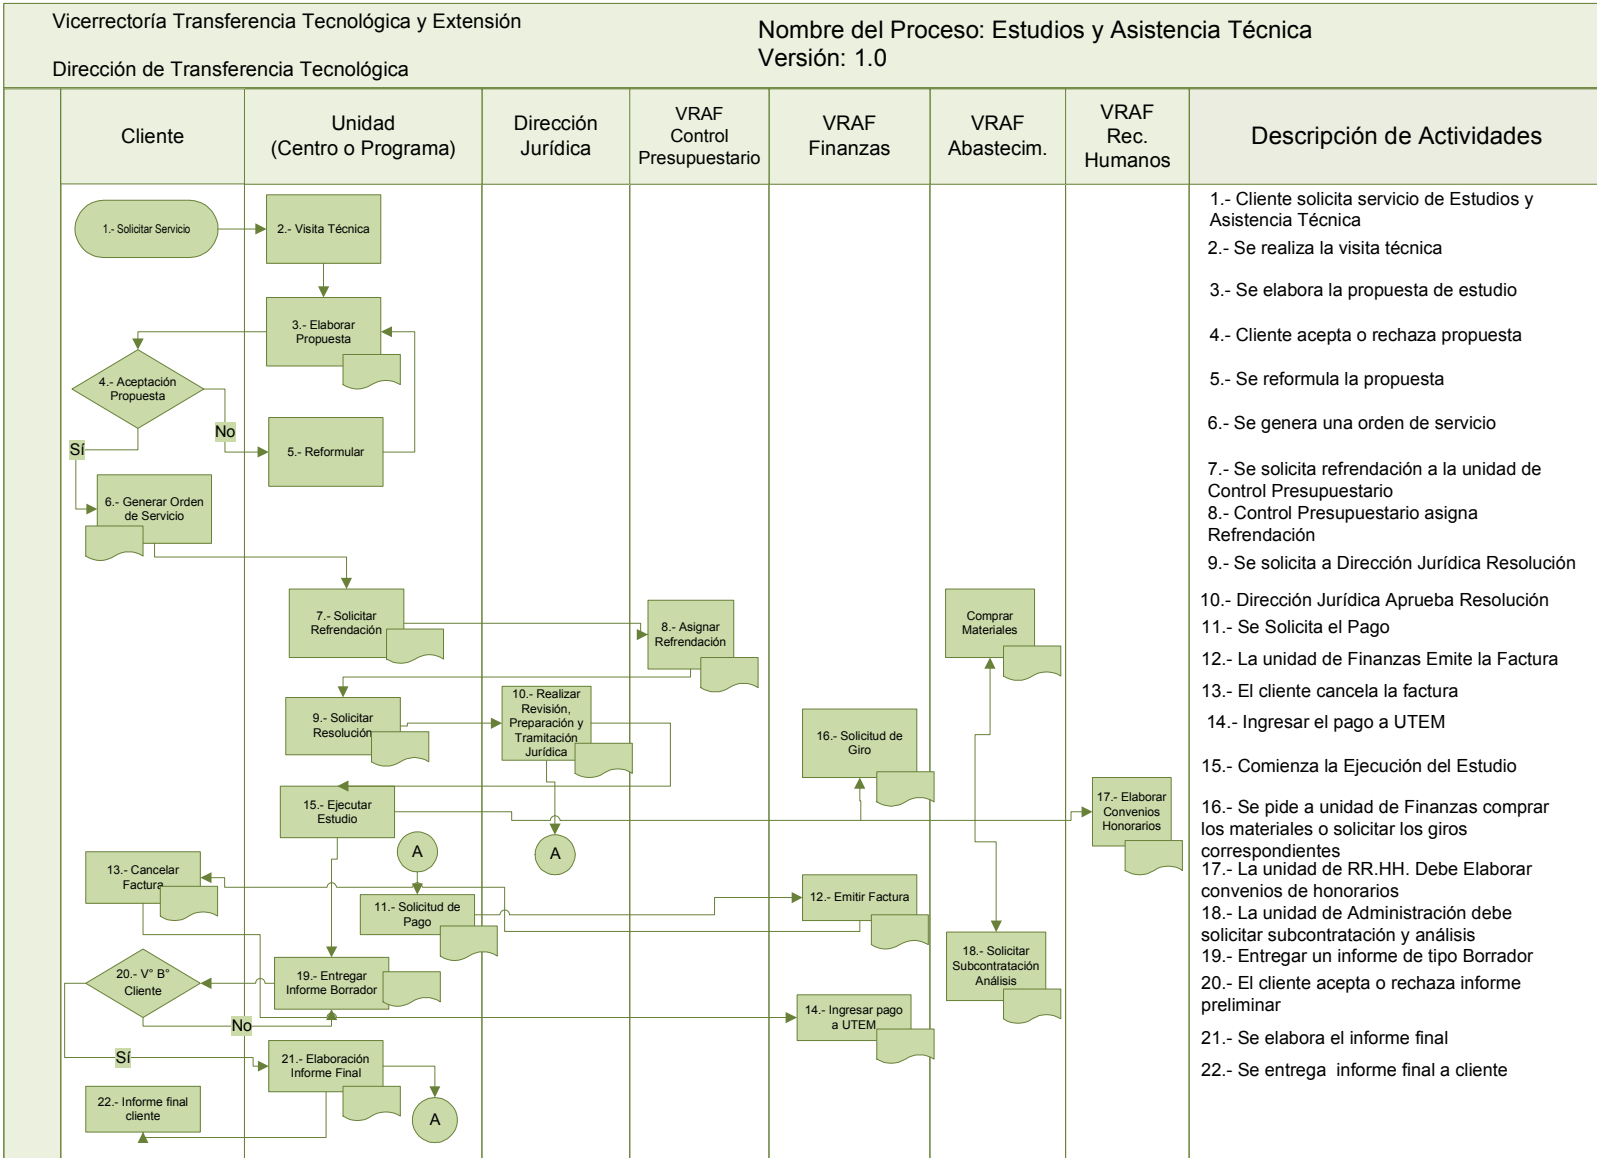 Vicerrectoría Transferencia Tecnológica y Extensión
Dirección de Transferencia Tecnológica
Nombre del Proceso: Estudios y Asistencia Técnica
Versión: 1.0
Cliente
Unidad
(Centro o Programa)
Dirección
Jurídica
VRAF
Control
Presupuestario
VRAF
Finanzas
VRAF
Abastecim.
VRAF
Rec.
Humanos
Descripción de Actividades
1.- Solicitar Servicio
2.- Visita Técnica
3.- Elaborar
Propuesta
4.- Aceptación
Propuesta
No
Sí
5.- Reformular
6.- Generar Orden
de Servicio
7.- Solicitar
Refrendación
8.- Asignar
Refrendación
Comprar
Materiales
9.- Solicitar
Resolución
10.- Realizar
Revisión,
Preparación y
Tramitación
Jurídica
16.- Solicitud de
Giro
15.- Ejecutar
Estudio
17.- Elaborar
Convenios
Honorarios
A
A
13.- Cancelar
Factura
11.- Solicitud de
Pago
12.- Emitir Factura
18.- Solicitar
Subcontratación
Análisis
20.- V° B°
Cliente
19.- Entregar
Informe Borrador
No
14.- Ingresar pago
a UTEM
Sí
21.- Elaboración
Informe Final
22.- Informe final
cliente
A
1.- Cliente solicita servicio de Estudios y
Asistencia Técnica
2.- Se realiza la visita técnica
3.- Se elabora la propuesta de estudio
4.- Cliente acepta o rechaza propuesta
5.- Se reformula la propuesta
6.- Se genera una orden de servicio
7.- Se solicita refrendación a la unidad de
Control Presupuestario
8.- Control Presupuestario asigna
Refrendación
9.- Se solicita a Dirección Jurídica Resolución
10.- Dirección Jurídica Aprueba Resolución
11.- Se Solicita el Pago
12.- La unidad de Finanzas Emite la Factura
13.- El cliente cancela la factura
14.- Ingresar el pago a UTEM
15.- Comienza la Ejecución del Estudio
16.- Se pide a unidad de Finanzas comprar
los materiales o solicitar los giros
correspondientes
17.- La unidad de RR.HH. Debe Elaborar
convenios de honorarios
18.- La unidad de Administración debe
solicitar subcontratación y análisis
19.- Entregar un informe de tipo Borrador
20.- El cliente acepta o rechaza informe
preliminar
21.- Se elabora el informe final
22.- Se entrega  informe final a cliente